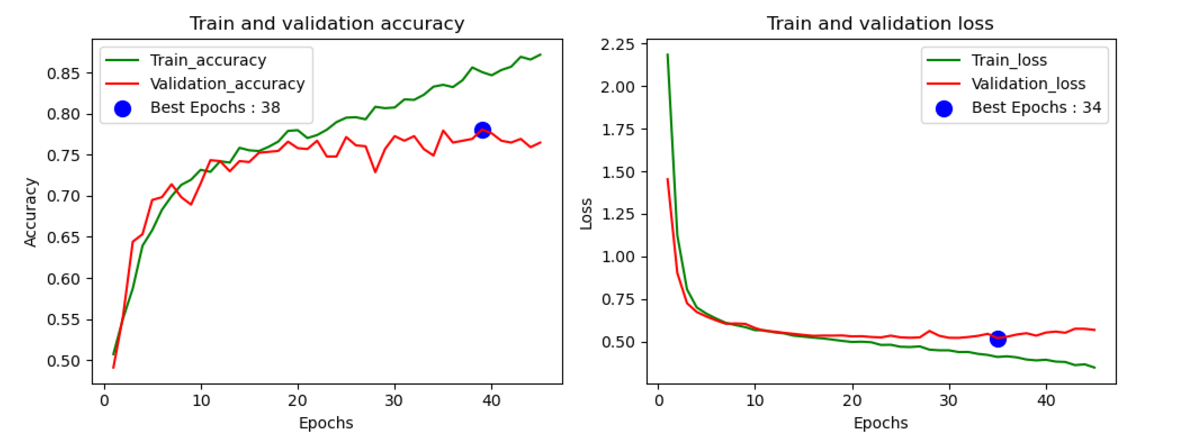 Train and validation accuracy
Train_accuracy
Validation_accuracy
Best Epochs : 38
0.85
0.80
0.75
0.70
0.65
0.60
0.55
0.50
Accuracy
0
10
20
30
40
Epochs
Train and validation loss
Train_loss
Validation_loss
Best Epochs : 34
2.25
2.00
1.75
1.50
1.25
1.00
0.75
0.50
Loss
0
10
20
30
40
Epochs